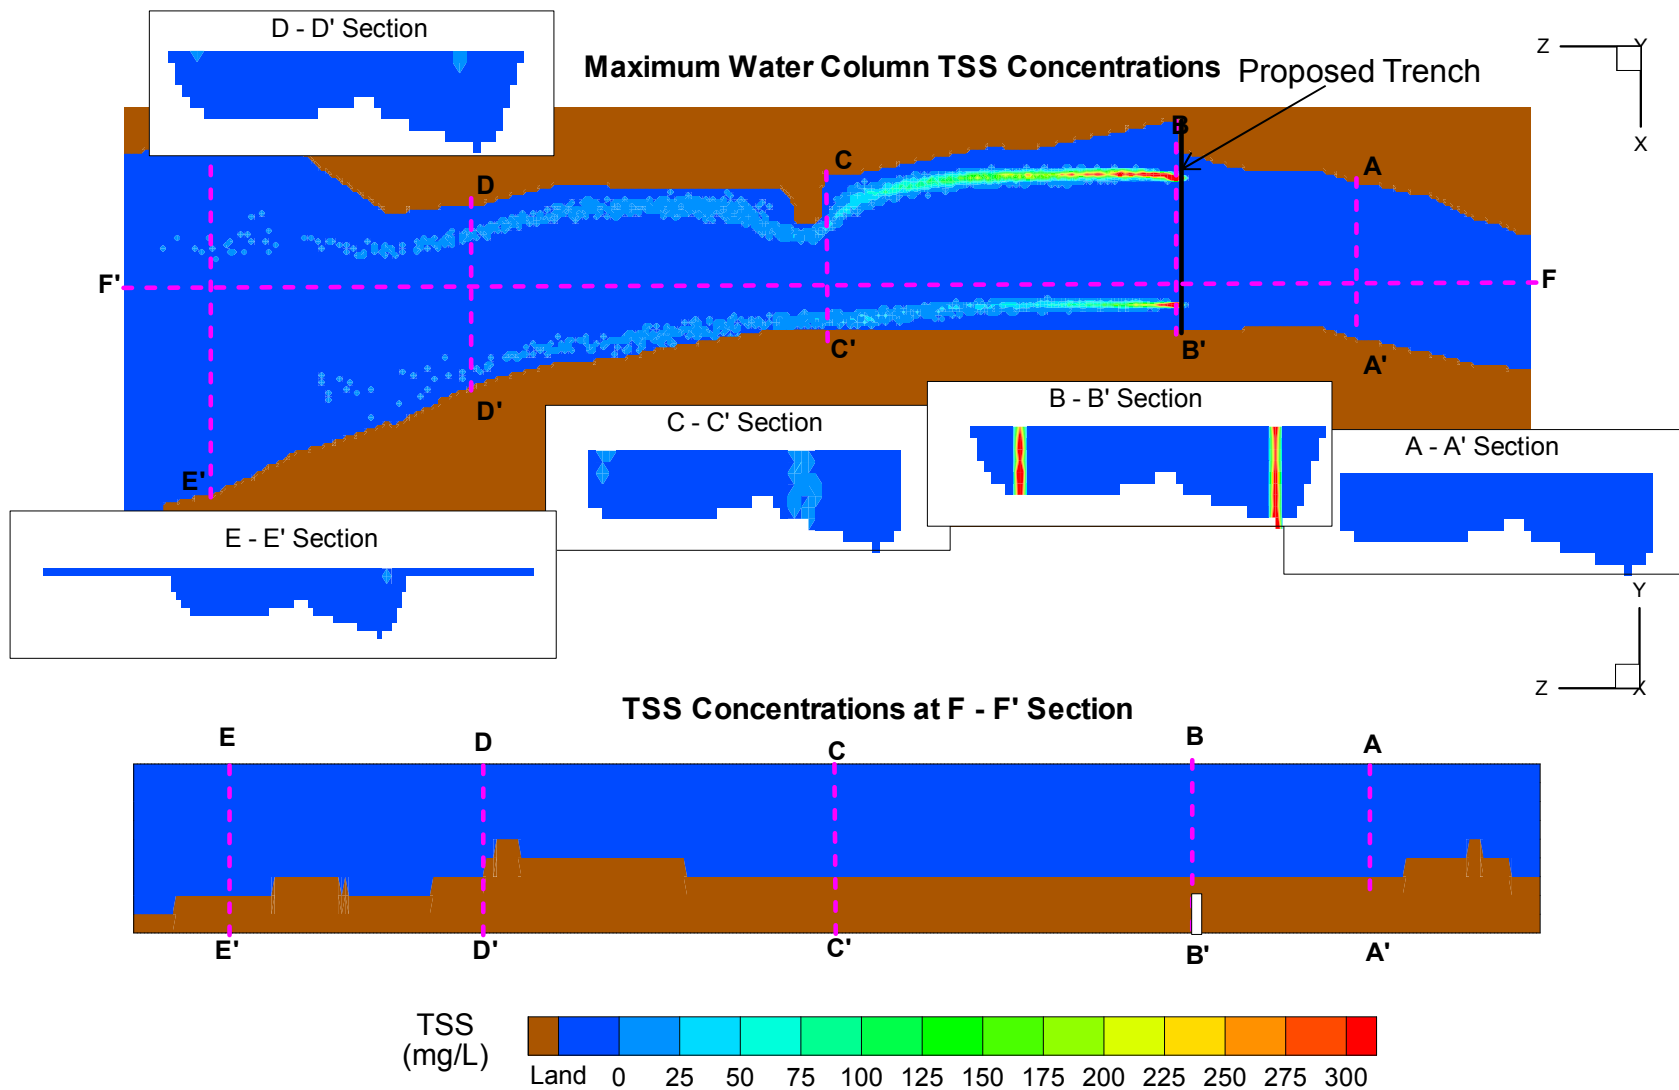 D - D' Section
Maximum Water Column TSS Concentrations
Proposed Trench
Z
Y
X
B
C
A
D
F'
F
C'
B'
A'
D'
E'
B - B' Section
C - C' Section
A - A' Section
E - E' Section
Y
Z
X
TSS Concentrations at F - F' Section
E
D
C
B
A
E'
D'
C'
B'
A'
TSS
(mg/L)
Land 0 25 50 75 100 125 150 175 200 225 250 275 300